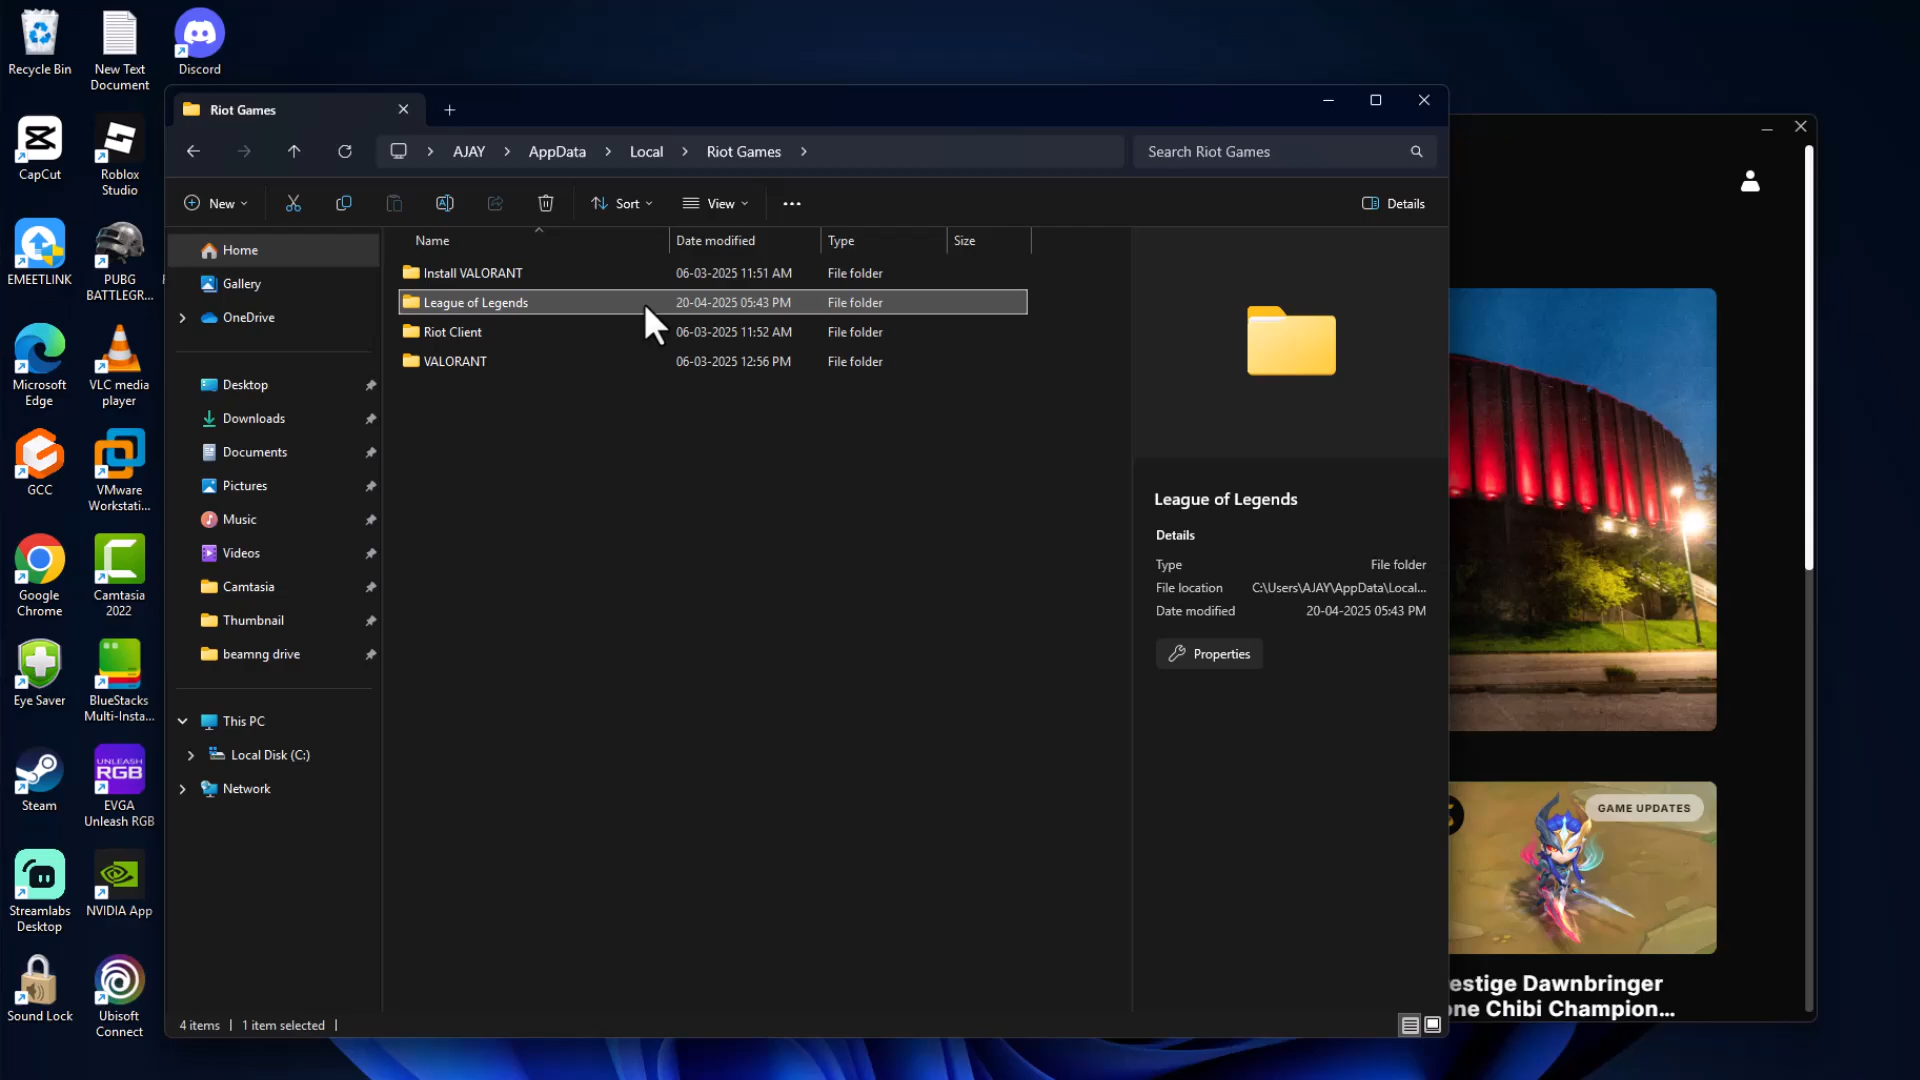 Recycle Bin
New Text
Document
Discord
CapCut
Roblox
Studio
EMEETLINK
PUBG
BATTLEGR...
Microsoft
Edge
VLC media
player
GCC
VMware
Workstati...
Google
Chrome
Camtasia
2022
Eye Saver
BlueStacks
Multi-Insta...
Steam
UNLEASH
RGB
EVGA
Unleash RGB
Streamlabs
Desktop
NVIDIA App
Sound Lock
Ubisoft
Connect
Riot Games
AJAY > AppData > Local > Riot Games >
Search Riot Games
New
Sort
View
Details
Home
Gallery
OneDrive
Desktop
Downloads
Documents
Pictures
Music
Videos
Camtasia
Thumbnail
beamng drive
This PC
Local Disk (C:)
Network
Name Date modified Type Size
Install VALORANT 06-03-2025 11:51 AM File folder
League of Legends 20-04-2025 05:43 PM File folder
Riot Client 06-03-2025 11:52 AM File folder
VALORANT 06-03-2025 12:56 PM File folder
League of Legends
Details
Type File folder
File location C:\Users\AJAY\AppData\Local...
Date modified 20-04-2025 05:43 PM
Properties
4 items 1 item selected
GAME UPDATES
estige Dawnbringer
ne Chibi Champion...